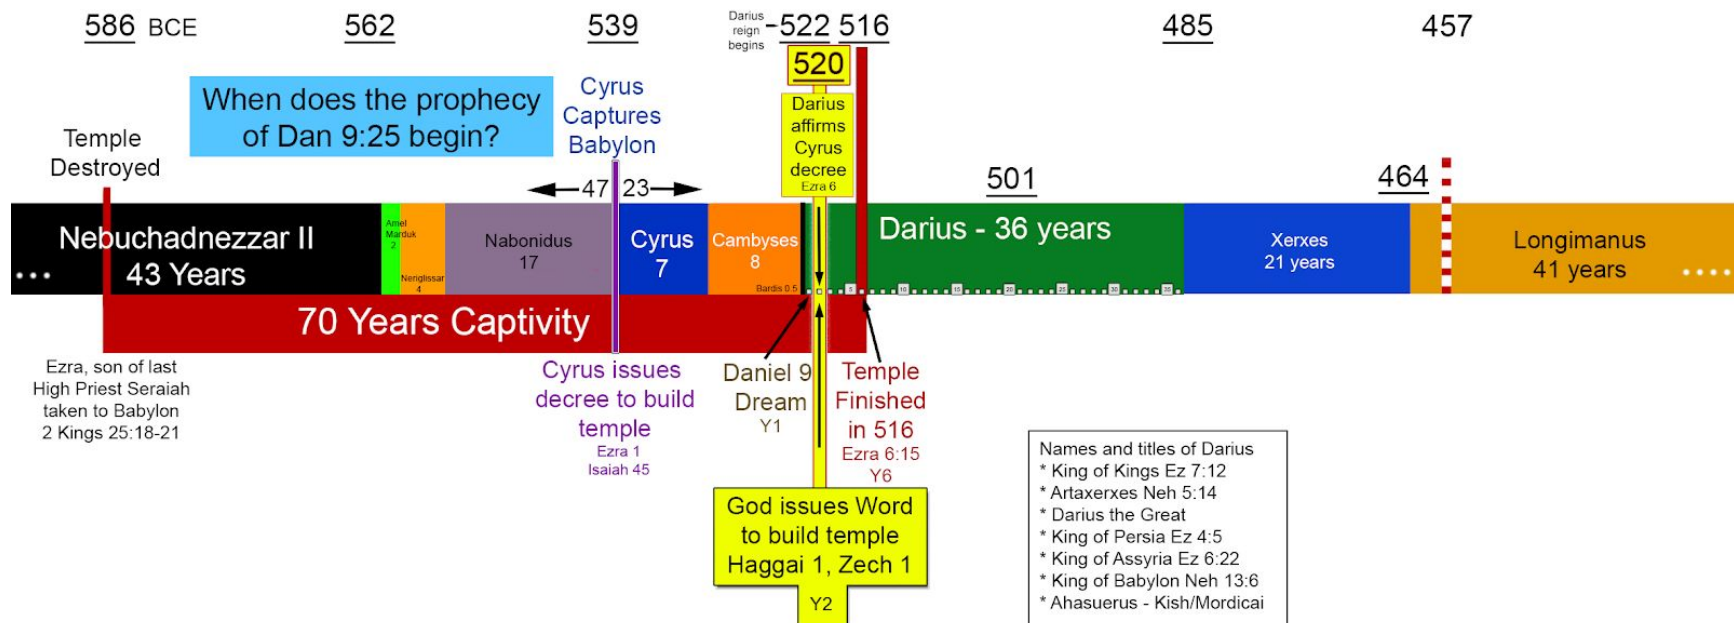 586 BCE
562
539
Darius
reign
begins
522
516
485
457
520
When does the prophecy
of Dan 9:25 begin?
Cyrus
Captures
Babylon
Darius
affirms
Cyrus
decree
Ezra 6
Temple
Destroyed
47
23
501
464
Nebuchadnezzar II
43 Years
Amel
Marduk
2
Neriglissar
4
Nabonidus
17
Cyrus
7
Cambyses
8
Bardis 0.5
Darius - 36 years
5
10
15
20
25
30
35
Xerxes
21 years
Longimanus
41 years
70 Years Captivity
Ezra, son of last
High Priest Seraiah
taken to Babylon
2 Kings 25:18-21
Cyrus issues
decree to build
temple
Ezra 1
Isaiah 45
Daniel 9
Dream
Y1
Temple
Finished
in 516
Ezra 6:15
Y6
God issues Word
to build temple
Haggai 1, Zech 1
Y2
Names and titles of Darius
* King of Kings Ez 7:12
* Artaxerxes Neh 5:14
* Darius the Great
* King of Persia Ez 4:5
* King of Assyria Ez 6:22
* King of Babylon Neh 13:6
* Ahasuerus - Kish/Mordicai